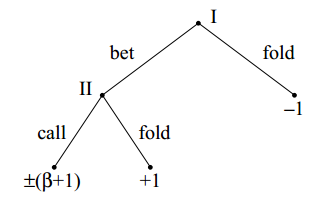 I
bet
fold
II
−1
call
fold
±(β+1)
+1